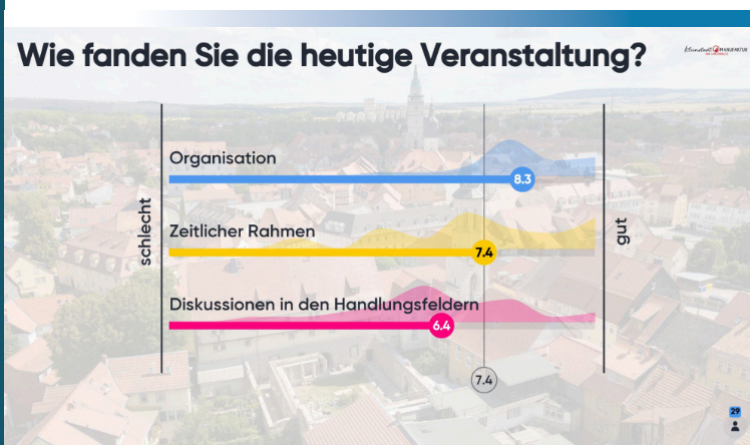 Wie fanden Sie die heutige Veranstaltung?
Organisation
8.3
Zeitlicher Rahmen
7.4
Diskussionen in den Handlungsfeldern
6.4
7.4
schlecht
gut
29